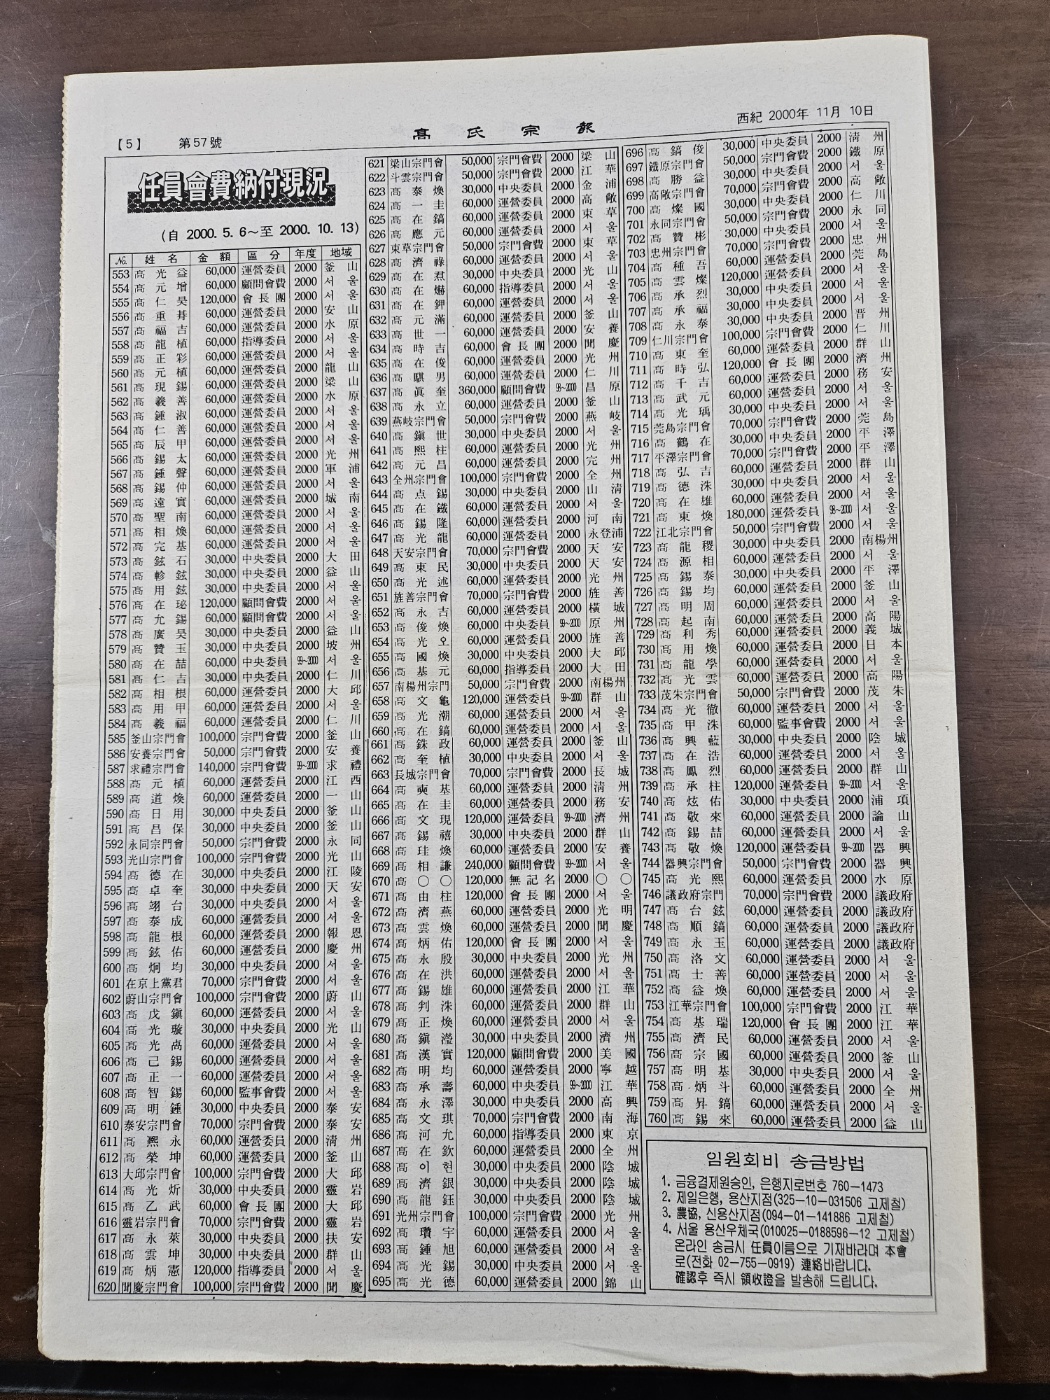 【5】 第57號 高氏宗報 西紀 2000年 11月 10日
任員會費納付現況
(自 2000. 5. 6～至 2000. 10. 13)
№ 姓名 金額 區分 年度 地域
553 高光益 60,000 運營委員 2000 釜山
554 高元增 60,000 顧問會費 2000 서울
555 高仁昊 120,000 會長團 2000 서울
556 高重持 60,000 運營委員 2000 安山
557 高福吉 60,000 運營委員 2000 水原
558 高龍植 60,000 指導委員 2000 서울
559 高正彩 60,000 運營委員 2000 서울
560 高元植 60,000 運營委員 2000 龍山
561 高現錫 60,000 運營委員 2000 梁山
562 高義善 60,000 運營委員 2000 水原
563 高鍾淑 60,000 運營委員 2000 서울
564 高仁善 60,000 運營委員 2000 서울
565 高辰甲 60,000 運營委員 2000 서울
566 高錫太 60,000 運營委員 2000 光州
567 高鍾聲 60,000 運營委員 2000 軍浦
568 高錫仲 60,000 運營委員 2000 서울
569 高遠實 60,000 運營委員 2000 城南
570 高聖南 60,000 運營委員 2000 서울
571 高相煥 60,000 運營委員 2000 서울
572 高完基 60,000 運營委員 2000 서울
573 高鉉石 30,000 中央委員 2000 大田
574 高軫鉉 30,000 中央委員 2000 益山
575 高用鉉 30,000 中央委員 2000 서울
576 高在珌 120,000 顧問會費 2000 서울
577 高允錫 60,000 顧問會費 2000 서울
578 高廣昊 30,000 中央委員 2000 益山
579 高贊玉 30,000 中央委員 2000 坡州
580 高在喆 60,000 中央委員 99~2000 서울
581 高仁吉 30,000 中央委員 2000 仁川
582 高相根 60,000 運營委員 2000 大邱
583 高用甲 60,000 運營委員 2000 서울
584 高義福 60,000 運營委員 2000 仁川
585 釜山宗門會 100,000 宗門會費 2000 釜山
586 安養宗門會 50,000 宗門會費 2000 安養
587 求禮宗門會 140,000 宗門會費 99~2000 求禮
588 高元植 60,000 運營委員 2000 江西
589 高道煥 60,000 運營委員 2000 一山
590 高日用 30,000 中央委員 2000 釜山
591 高昌保 30,000 中央委員 2000 釜山
592 永同宗門會 50,000 宗門會費 2000 永同
593 光山宗門會 100,000 宗門會費 2000 光山
594 高德在 30,000 中央委員 2000 江陵
595 高卓奎 30,000 中央委員 2000 天安
596 高翊台 30,000 中央委員 2000 서울
597 高泰成 60,000 運營委員 2000 서울
598 高龍根 60,000 運營委員 2000 報恩
599 高鉉佑 60,000 運營委員 2000 慶州
600 高炯均 30,000 中央委員 2000 서울
601 在京上黨君 70,000 宗門會費 2000 서울
602 蔚山宗門會 100,000 宗門會費 2000 蔚山
603 高戊鎭 60,000 運營委員 2000 서울
604 高光駿 30,000 中央委員 2000 光山
605 高光卨 60,000 運營委員 2000 서울
606 高己錫 60,000 運營委員 2000 서울
607 高正一 60,000 運營委員 2000 서울
608 高智錫 60,000 監事會費 2000 서울
609 高明鍾 30,000 中央委員 2000 泰安
610 泰安宗門會 70,000 宗門會費 2000 泰安
611 高熙永 60,000 運營委員 2000 清州
612 高榮坤 60,000 運營委員 2000 釜山
613 大邱宗門會 100,000 宗門會費 2000 大邱
614 高光炘 30,000 中央委員 2000 靈岩
615 高乙武 60,000 會長團 2000 大邱
616 靈岩宗門會 70,000 宗門會費 2000 靈岩
617 高永萊 30,000 中央委員 2000 扶安
618 高雲坤 30,000 中央委員 2000 群山
619 高炳憲 120,000 指導委員 2000 서울
620 聞慶宗門會 100,000 宗門會費 2000 聞慶
621 梁山宗門會 50,000 宗門會費 2000 梁山
622 斗雲宗門會 50,000 宗門會費 2000 江華
623 高泰煥 30,000 中央委員 2000 金浦
624 高一圭 60,000 運營委員 2000 高敞
625 高在鎬 60,000 運營委員 2000 東草
626 高應元 60,000 運營委員 2000 서울
627 東草宗門會 50,000 宗門會費 2000 東草
628 高濟祿 60,000 運營委員 2000 서울
629 高在焄 30,000 中央委員 2000 光山
630 高在爀 60,000 指導委員 2000 서울
631 高在鉀 60,000 運營委員 2000 서울
632 高元滿 60,000 運營委員 2000 釜山
633 高世一 60,000 運營委員 2000 安養
634 高時吉 60,000 會長團 2000 聞慶
635 高在俊 60,000 運營委員 2000 光州
636 高驥男 60,000 運營委員 2000 仁川
637 高眞奎 360,000 顧問會費 98~2000 昌原
638 高永立 60,000 運營委員 2000 釜山
639 燕岐宗門會 50,000 宗門會費 2000 燕岐
640 高鎭世 30,000 中央委員 2000 서울
641 高熙柱 60,000 運營委員 2000 光州
642 高元昌 60,000 運營委員 2000 完州
643 全州宗門會 100,000 宗門會費 2000 全州
644 高点錫 30,000 中央委員 2000 山淸
645 高在鐵 60,000 運營委員 2000 서울
646 高錫隆 60,000 運營委員 2000 河南
647 高光龍 60,000 運營委員 2000 永登浦
648 天安宗門會 70,000 宗門會費 2000 天安
649 高東民 30,000 中央委員 2000 天安
650 高光述 60,000 運營委員 2000 光州
651 旌善宗門會 70,000 宗門會費 2000 旌善
652 高永吉 60,000 運營委員 2000 橫城
653 高俊煥 60,000 中央委員 99~2000 原州
654 高光오 60,000 運營委員 2000 旌善
655 高國煥 30,000 中央委員 2000 大邱
656 高基元 60,000 指導委員 2000 大田
657 南楊州宗門 50,000 宗門會費 2000 南楊州
658 高文龜 120,000 運營委員 99~2000 群山
659 高光潮 60,000 運營委員 2000 서울
660 高在鎬 60,000 運營委員 2000 서울
661 高銖政 60,000 運營委員 2000 釜山
662 高奎植 60,000 運營委員 2000 서울
663 長城宗門會 70,000 宗門會費 2000 長城
664 高奭基 60,000 運營委員 2000 清州
665 高在圭 60,000 運營委員 2000 務安
666 高文現 120,000 運營委員 99~2000 濟州
667 高錫禧 30,000 中央委員 2000 群山
668 高珪煥 60,000 運營委員 2000 安養
669 高相謙 240,000 顧問會費 99~2000 서울
670 高○○ 120,000 無記名 2000 ○○
671 高由柱 120,000 會長團 2000 서울
672 高濟燕 60,000 運營委員 2000 光明
673 高雲煥 60,000 運營委員 2000 聞慶
674 高炳佑 120,000 會長團 2000 서울
675 高永股 30,000 中央委員 2000 光州
676 高在洪 60,000 運營委員 2000 서울
677 高錫雄 60,000 運營委員 2000 江華
678 高判洙 60,000 運營委員 2000 群山
679 高正煥 60,000 運營委員 2000 서울
680 高鎭瀅 30,000 中央委員 2000 濟州
681 高漢實 120,000 顧問會費 2000 美國
682 高明均 60,000 運營委員 2000 寧越
683 高承壽 60,000 中央委員 99~2000 江華
684 高永澤 30,000 中央委員 2000 高興
685 高文琪 70,000 宗門會費 2000 南海
686 高河允 60,000 指導委員 2000 東京
687 高在欽 60,000 運營委員 2000 全州
688 高이헌 30,000 中央委員 2000 陰城
689 高濟銀 30,000 中央委員 2000 陰城
690 高龍鈺 30,000 中央委員 2000 陰城
691 光州宗門會 100,000 宗門會費 2000 光州
692 高瓚宇 60,000 運營委員 2000 서울
693 高鍾旭 60,000 運營委員 2000 서울
694 高光錫 30,000 中央委員 2000 서울
695 高光德 60,000 運營委員 2000 錦山
696 高鎬俊 30,000 中央委員 2000 淸州
697 鐵原宗門會 50,000 宗門會費 2000 鐵原
698 高勝益 30,000 中央委員 2000 서울
699 高敞宗門會 70,000 宗門會費 2000 高敞
700 高燦國 30,000 中央委員 2000 仁川
701 永同宗門會 50,000 宗門會費 2000 永同
702 高贊彬 30,000 中央委員 2000 서울
703 忠州宗門會 70,000 宗門會費 2000 忠州
704 高種吾 60,000 運營委員 2000 莞島
705 高雲燦 120,000 運營委員 2000 서울
706 高承烈 30,000 中央委員 2000 서울
707 高承福 30,000 中央委員 2000 서울
708 高永泰 30,000 中央委員 2000 晋州
709 仁川宗門會 100,000 宗門會費 2000 仁川
710 高東奎 60,000 運營委員 2000 群山
711 高時弘 120,000 會長團 2000 濟州
712 高千吉 60,000 運營委員 2000 務安
713 高武元 60,000 運營委員 2000 서울
714 高光瑀 30,000 中央委員 2000 서울
715 莞島宗門會 70,000 宗門會費 2000 莞島
716 高鶴在 30,000 中央委員 2000 平澤
717 平澤宗門會 70,000 宗門會費 2000 平澤
718 高弘吉 60,000 運營委員 2000 群山
719 高德洙 30,000 中央委員 2000 서울
720 高在雄 60,000 運營委員 2000 서울
721 高東煥 180,000 運營委員 98~2000 서울
722 江北宗門會 50,000 宗門會費 2000 서울
723 高龍稷 60,000 運營委員 2000 南楊州
724 高源相 30,000 中央委員 2000 서울
725 高錫泰 30,000 中央委員 2000 平澤
726 高錫均 60,000 運營委員 2000 釜山
727 高明周 60,000 運營委員 2000 서울
728 高起南 60,000 運營委員 2000 高陽
729 高利秀 60,000 運營委員 2000 義城
730 高用煥 60,000 運營委員 2000 日本
731 高龍學 60,000 運營委員 2000 서울
732 高光雲 60,000 運營委員 2000 高陽
733 茂朱宗門會 50,000 宗門會費 2000 茂朱
734 高光徹 60,000 運營委員 2000 서울
735 高甲洙 60,000 監事會費 2000 서울
736 高興藍 30,000 中央委員 2000 陰城
737 高在浩 60,000 運營委員 2000 서울
738 高鳳烈 60,000 運營委員 2000 群山
739 高承柱 120,000 運營委員 99~2000 서울
740 高炫佑 30,000 中央委員 2000 浦項
741 高敬來 60,000 運營委員 2000 論山
742 高錫喆 60,000 運營委員 2000 서울
743 高敬煥 120,000 運營委員 99~2000 器興
744 器興宗門會 50,000 宗門會費 2000 器興
745 高光熙 60,000 運營委員 2000 水原
746 議政府宗門 70,000 宗門會費 2000 議政府
747 高台鉉 60,000 運營委員 2000 議政府
748 高順鎬 60,000 運營委員 2000 議政府
749 高永玉 60,000 運營委員 2000 議政府
750 高洛文 30,000 中央委員 2000 서울
751 高士善 60,000 運營委員 2000 서울
752 高益煥 60,000 運營委員 2000 서울
753 江華宗門會 100,000 宗門會費 2000 江華
754 高基瑞 120,000 會長團 2000 江華
755 高濟民 30,000 中央委員 2000 서울
756 高宗國 60,000 運營委員 2000 釜山
757 高明基 30,000 中央委員 2000 서울
758 高炳斗 60,000 運營委員 2000 全州
759 高昇鎬 60,000 運營委員 2000 서울
760 高錫來 60,000 運營委員 2000 益山
임원회비 송금방법
1. 금융결제원승인, 은행지로번호 760-1473
2. 제일은행, 용산지점(325-10-031506 고제철)
3. 農協, 신용산지점(094-01-141886 고제철)
4. 서울 용산우체국(010025-0188596-12 고제철)
온라인 송금시 任員이름으로 기재바라며 本會
로(전화 02-755-0919) 連絡바랍니다.
確認후 즉시 領收證을 발송해 드립니다.